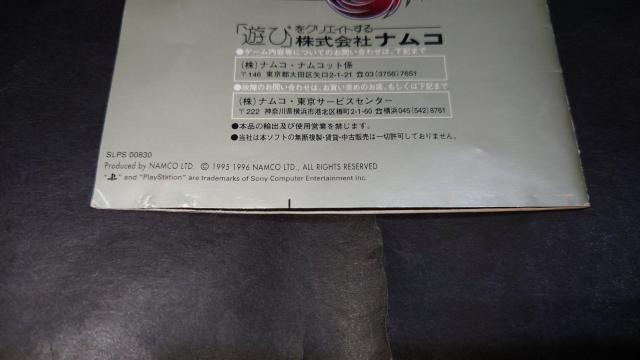 「遊び」をクリエイトする
株式会社ナムコ
●ゲーム内容等についてのお問い合わせは、下記まで
(株)ナムコ・ナムコット係
〒146 東京都大田区矢口2-1-21 ☎03(3756)7651
●故障のお問い合わせは、お買い求めのお店、もしくは下記まで
(株)ナムコ・東京サービスセンター
〒222 神奈川県横浜市港北区樽町2-1-60 ☎横浜045(542)8761
●本品の輸出及び使用営業を禁じます。
●当社は本ソフトの無断複製・賃貸・中古販売は一切許可しておりません。
SLPS 00830
Produced by NAMCO LTD. © 1995 1996 NAMCO LTD., ALL RIGHTS RESERVED
" " and "PlayStation" are trademarks of Sony Computer Entertainment Inc.